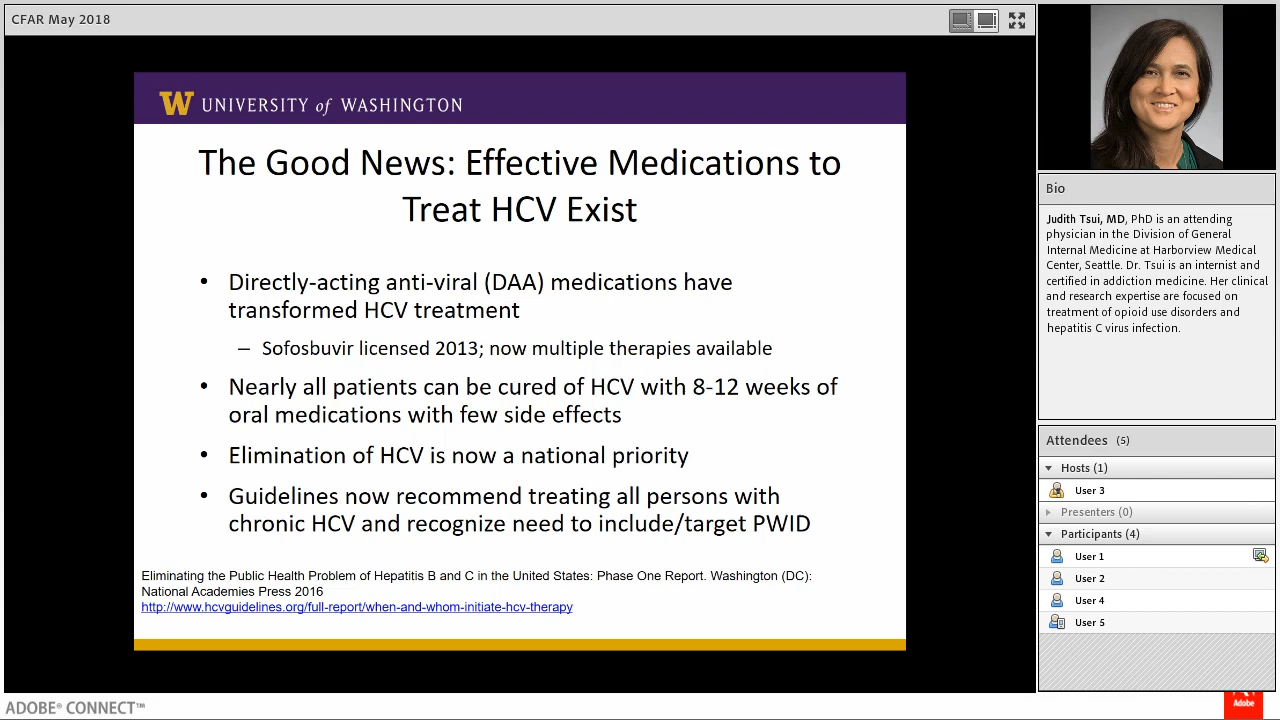 CFAR May 2018
W UNIVERSITY of WASHINGTON
The Good News: Effective Medications to
Treat HCV Exist
• Directly-acting anti-viral (DAA) medications have
transformed HCV treatment
– Sofosbuvir licensed 2013; now multiple therapies available
• Nearly all patients can be cured of HCV with 8-12 weeks of
oral medications with few side effects
• Elimination of HCV is now a national priority
• Guidelines now recommend treating all persons with
chronic HCV and recognize need to include/target PWID
Eliminating the Public Health Problem of Hepatitis B and C in the United States: Phase One Report. Washington (DC):
National Academies Press 2016
http://www.hcvguidelines.org/full-report/when-and-whom-initiate-hcv-therapy
Bio
Judith Tsui, MD, PhD is an attending
physician in the Division of General
Internal Medicine at Harborview Medical
Center, Seattle. Dr. Tsui is an internist and
certified in addiction medicine. Her clinical
and research expertise are focused on
treatment of opioid use disorders and
hepatitis C virus infection.
Attendees (5)
Hosts (1)
User 3
Presenters (0)
Participants (4)
User 1
User 2
User 4
User 5
ADOBE® CONNECT™
Adobe